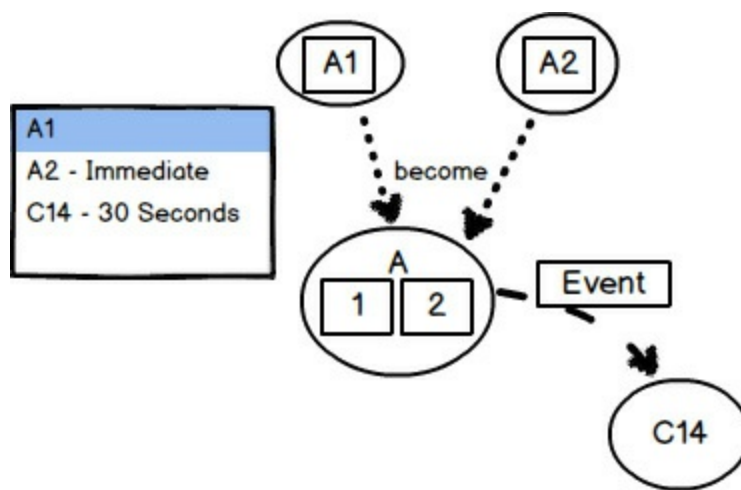 A1
A2
A1
A2 - Immediate
C14 - 30 Seconds
become
A
1
2
Event
C14